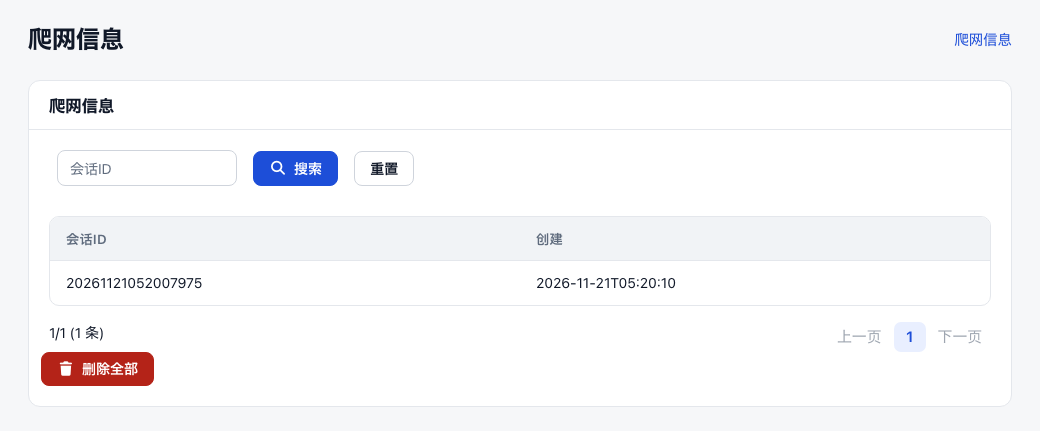 爬网信息
爬网信息
爬网信息
会话ID
搜索
重置
会话ID 创建
20261121052007975 2026-11-21T05:20:10
1/1 (1 条)
上一页 1 下一页
删除全部